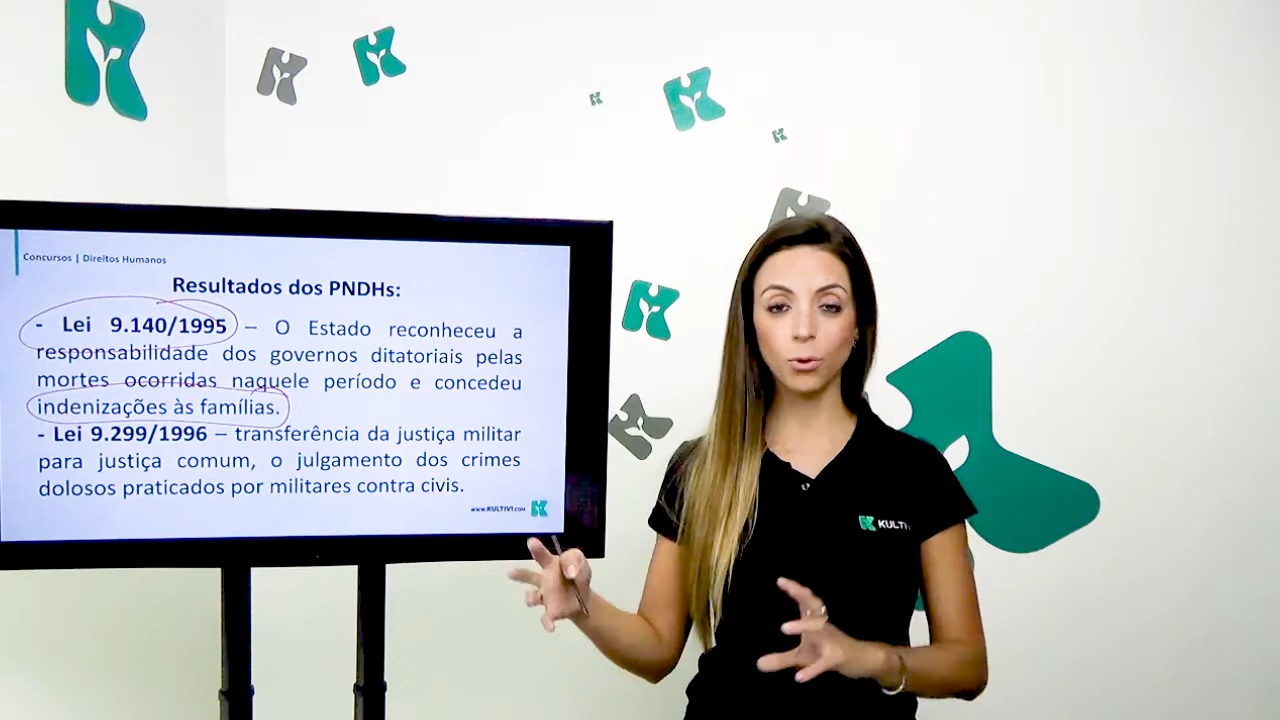 Concursos | Direitos Humanos
Resultados dos PNDHs:
- Lei 9.140/1995 – O Estado reconheceu a
responsabilidade dos governos ditatoriais pelas
mortes ocorridas naquele período e concedeu
indenizações às famílias.
- Lei 9.299/1996 – transferência da justiça militar
para justiça comum, o julgamento dos crimes
dolosos praticados por militares contra civis.
www.KULTIVI.com
KULTI